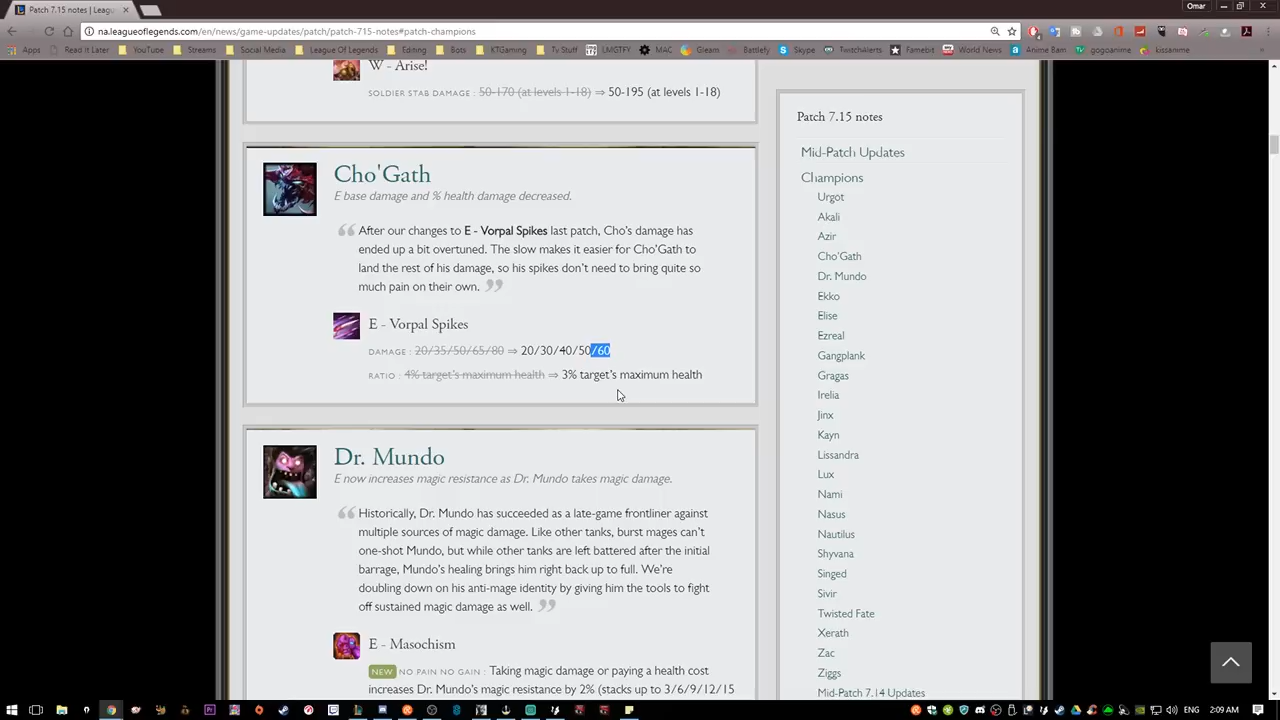 Patch 7.15 notes | Leagu
Omar
na.leagueoflegends.com/en/news/game-updates/patch/patch-715-notes#patch-champions
Apps Read It Later YouTube Streams Social Media League Of Legends Editing Bots KTGaming Tv Stuff LMGTFY MAC Gleam Battlefy Skype TwitchAlerts Famebit World News Anime Bam gogoanime kissanime
W - Arise!
SOLDIER STAB DAMAGE : 50-170 (at levels 1-18) ⇒ 50-195 (at levels 1-18)
Cho'Gath
E base damage and % health damage decreased.
After our changes to E - Vorpal Spikes last patch, Cho's damage has
ended up a bit overtuned. The slow makes it easier for Cho'Gath to
land the rest of his damage, so his spikes don't need to bring quite so
much pain on their own.
E - Vorpal Spikes
DAMAGE : 20/35/50/65/80 ⇒ 20/30/40/50/60
RATIO : 4% target's maximum health ⇒ 3% target's maximum health
Dr. Mundo
E now increases magic resistance as Dr. Mundo takes magic damage.
Historically, Dr. Mundo has succeeded as a late-game frontliner against
multiple sources of magic damage. Like other tanks, burst mages can't
one-shot Mundo, but while other tanks are left battered after the initial
barrage, Mundo's healing brings him right back up to full. We're
doubling down on his anti-mage identity by giving him the tools to fight
off sustained magic damage as well.
E - Masochism
NEW NO PAIN NO GAIN : Taking magic damage or paying a health cost
increases Dr. Mundo's magic resistance by 2% (stacks up to 3/6/9/12/15
Patch 7.15 notes
Mid-Patch Updates
Champions
Urgot
Akali
Azir
Cho'Gath
Dr. Mundo
Ekko
Elise
Ezreal
Gangplank
Gragas
Irelia
Jinx
Kayn
Lissandra
Lux
Nami
Nasus
Nautilus
Shyvana
Singed
Sivir
Twisted Fate
Xerath
Zac
Ziggs
Mid-Patch 7.14 Updates
2:09 AM